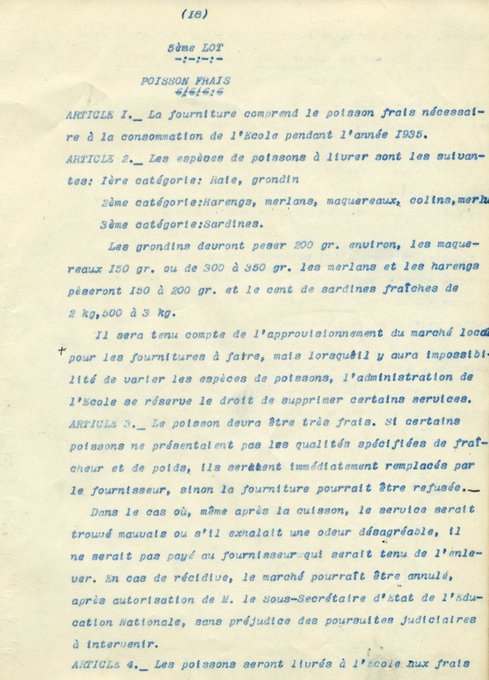 (18)
5ème LOT
-:-:-:-
POISSON FRAIS
ARTICLE I._ La fourniture comprend le poisson frais nécessai-
re à la consommation de l'Ecole pendant l'année I935.
ARTICLE 2._ Les espèces de poissons à livrer sont les suivan-
tes: Ière catégorie: Raie, grondin
2ème catégorie:Harengs, merlans, maquereaux, colins,merlu
3ème catégorie:Sardines.
Les grondins devront peser 200 gr. environ, les maque-
reaux I50 gr. ou de 300 à 350 gr. les merlans et les harengs
pèseront I50 à 200 gr. et le cent de sardines fraîches de
2 kg,500 à 3 kg.
Il sera tenu compte de l'approvisionnement du marché local
+ pour les fournitures à faire, mais lorsqu'il y aura impossibi-
lité de varier les espèces de poissons, l'administration de
l'Ecole se réserve le droit de supprimer certains services.
ARTICLE 3._ Le poisson devra être très frais. Si certains
poissons ne présentaient pas les qualités spécifiées de fraî-
cheur et de poids, ils seraient immédiatement remplacés par
le fournisseur, sinon la fourniture pourrait être refusée._
Dans le cas où, même après la cuisson, le service serait
trouvé mauvais ou s'il exhalait une odeur désagréable, il
ne serait pas payé au fournisseur qui serait tenu de l'enle-
ver. En cas de récidive, le marché pourraît être annulé,
après autorisation de M. le Sous-Secrétaire d'Etat de l'Edu-
cation Nationale, sans préjudice des poursuites judiciaires
à intervenir.
ARTICLE 4._ Les poissons seront livrés à l'Ecole aux frais